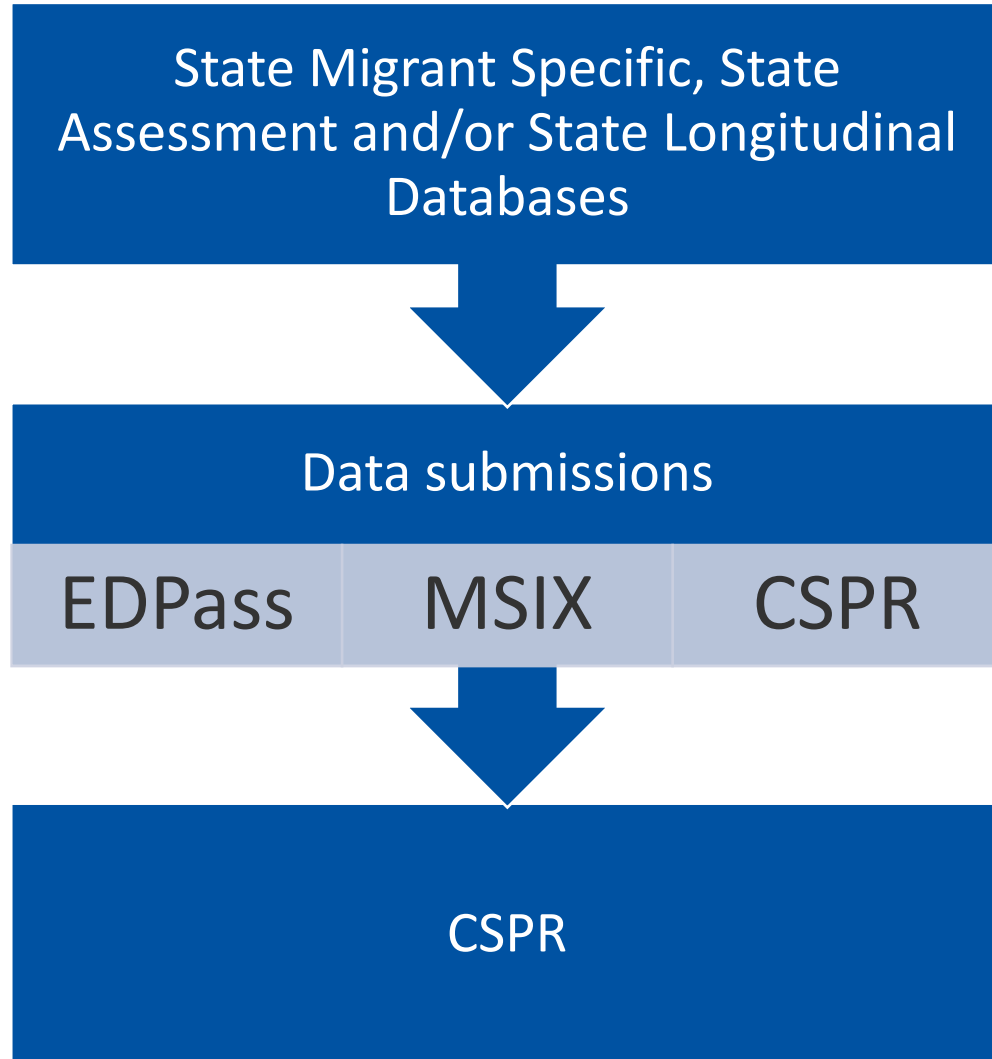 State Migrant Specific, State
Assessment and/or State Longitudinal
Databases
Data submissions
EDPass MSIX CSPR
CSPR